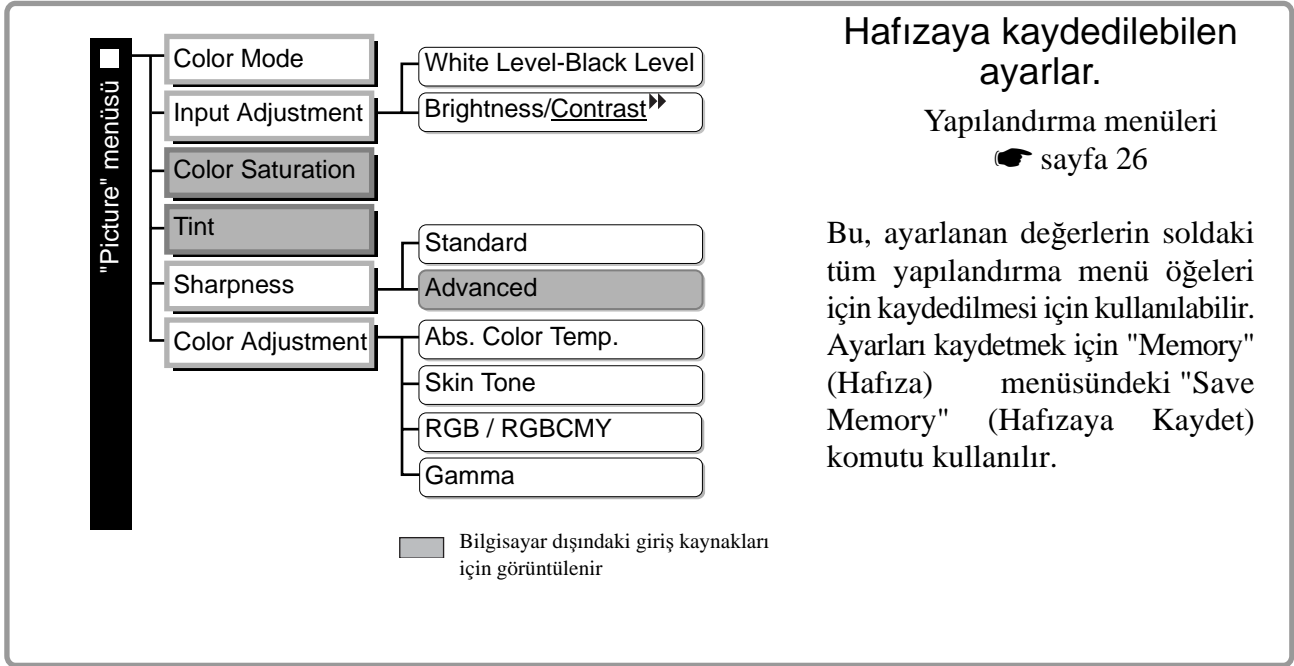 "Picture" menüsü
Color Mode
Input Adjustment
Color Saturation
Tint
Sharpness
Color Adjustment
White Level-Black Level
Brightness/Contrast
Standard
Advanced
Abs. Color Temp.
Skin Tone
RGB / RGBCMY
Gamma
Bilgisayar dışındaki giriş kaynakları
için görüntülenir
Hafızaya kaydedilebilen
ayarlar.
Yapılandırma menüleri
☛ sayfa 26
Bu, ayarlanan değerlerin soldaki
tüm yapılandırma menü öğeleri
için kaydedilmesi için kullanılabilir.
Ayarları kaydetmek için "Memory"
(Hafıza) menüsündeki "Save
Memory" (Hafızaya Kaydet)
komutu kullanılır.